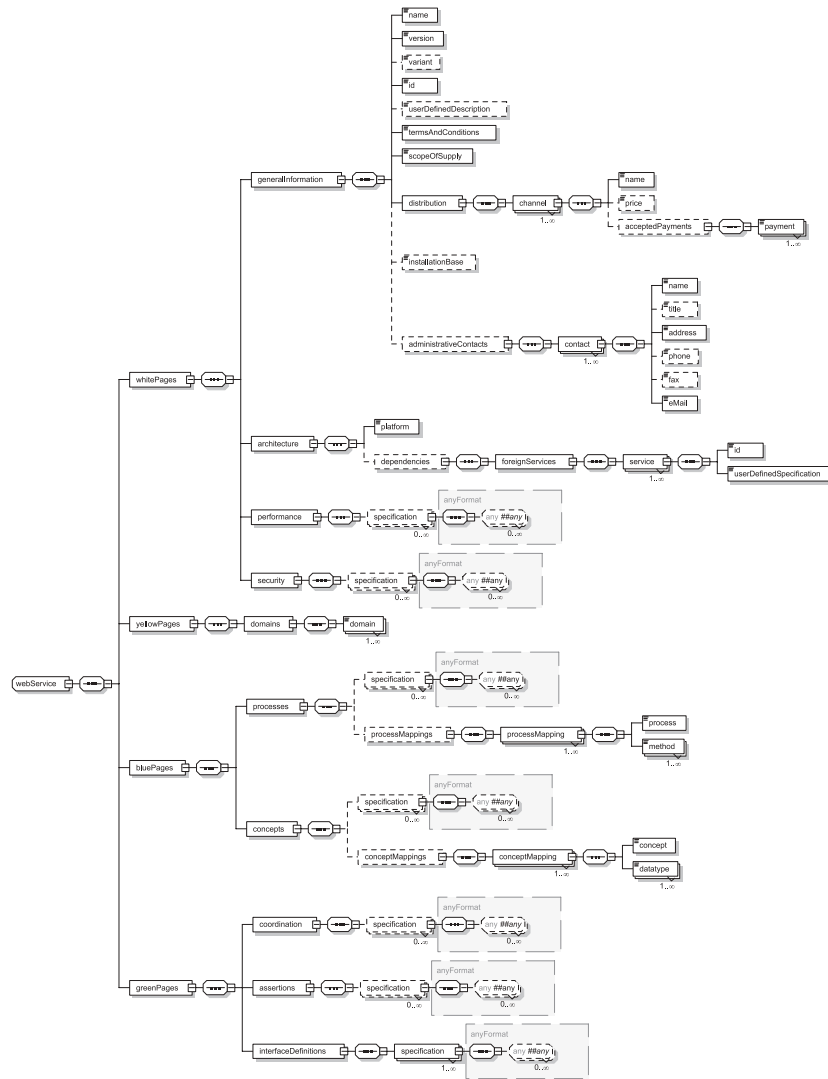 name
version
variant
id
userDefinedDescription
termsAndConditions
scopeOfSupply
generalInformation
distribution
channel
1..∞
name
price
acceptedPayments
payment
1..∞
installationBase
administrativeContacts
contact
1..∞
name
title
address
phone
fax
eMail
whitePages
architecture
platform
dependencies
foreignServices
service
1..∞
id
userDefinedSpecification
performance
specification
0..∞
anyFormat
any ##any
0..∞
security
specification
0..∞
anyFormat
any ##any
0..∞
yellowPages
domains
domain
1..∞
webService
bluePages
processes
specification
0..∞
anyFormat
any ##any
0..∞
processMappings
processMapping
1..∞
process
method
1..∞
concepts
specification
0..∞
anyFormat
any ##any
0..∞
conceptMappings
conceptMapping
1..∞
concept
datatype
1..∞
greenPages
coordination
specification
0..∞
anyFormat
any ##any
0..∞
assertions
specification
0..∞
anyFormat
any ##any
0..∞
interfaceDefinitions
specification
1..∞
anyFormat
any ##any
0..∞